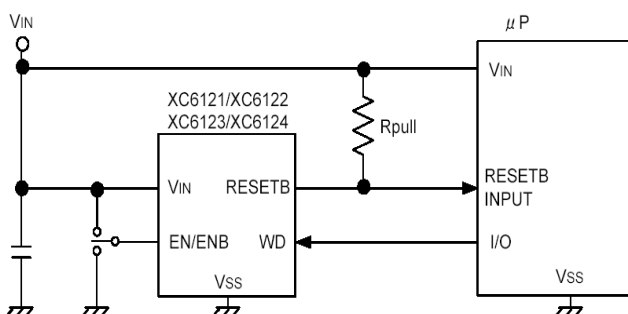 VIN
μP
VIN
XC6121/XC6122
XC6123/XC6124
Rpull
VIN
RESETB
RESETB
INPUT
EN/ENB
WD
I/O
VSS
VSS